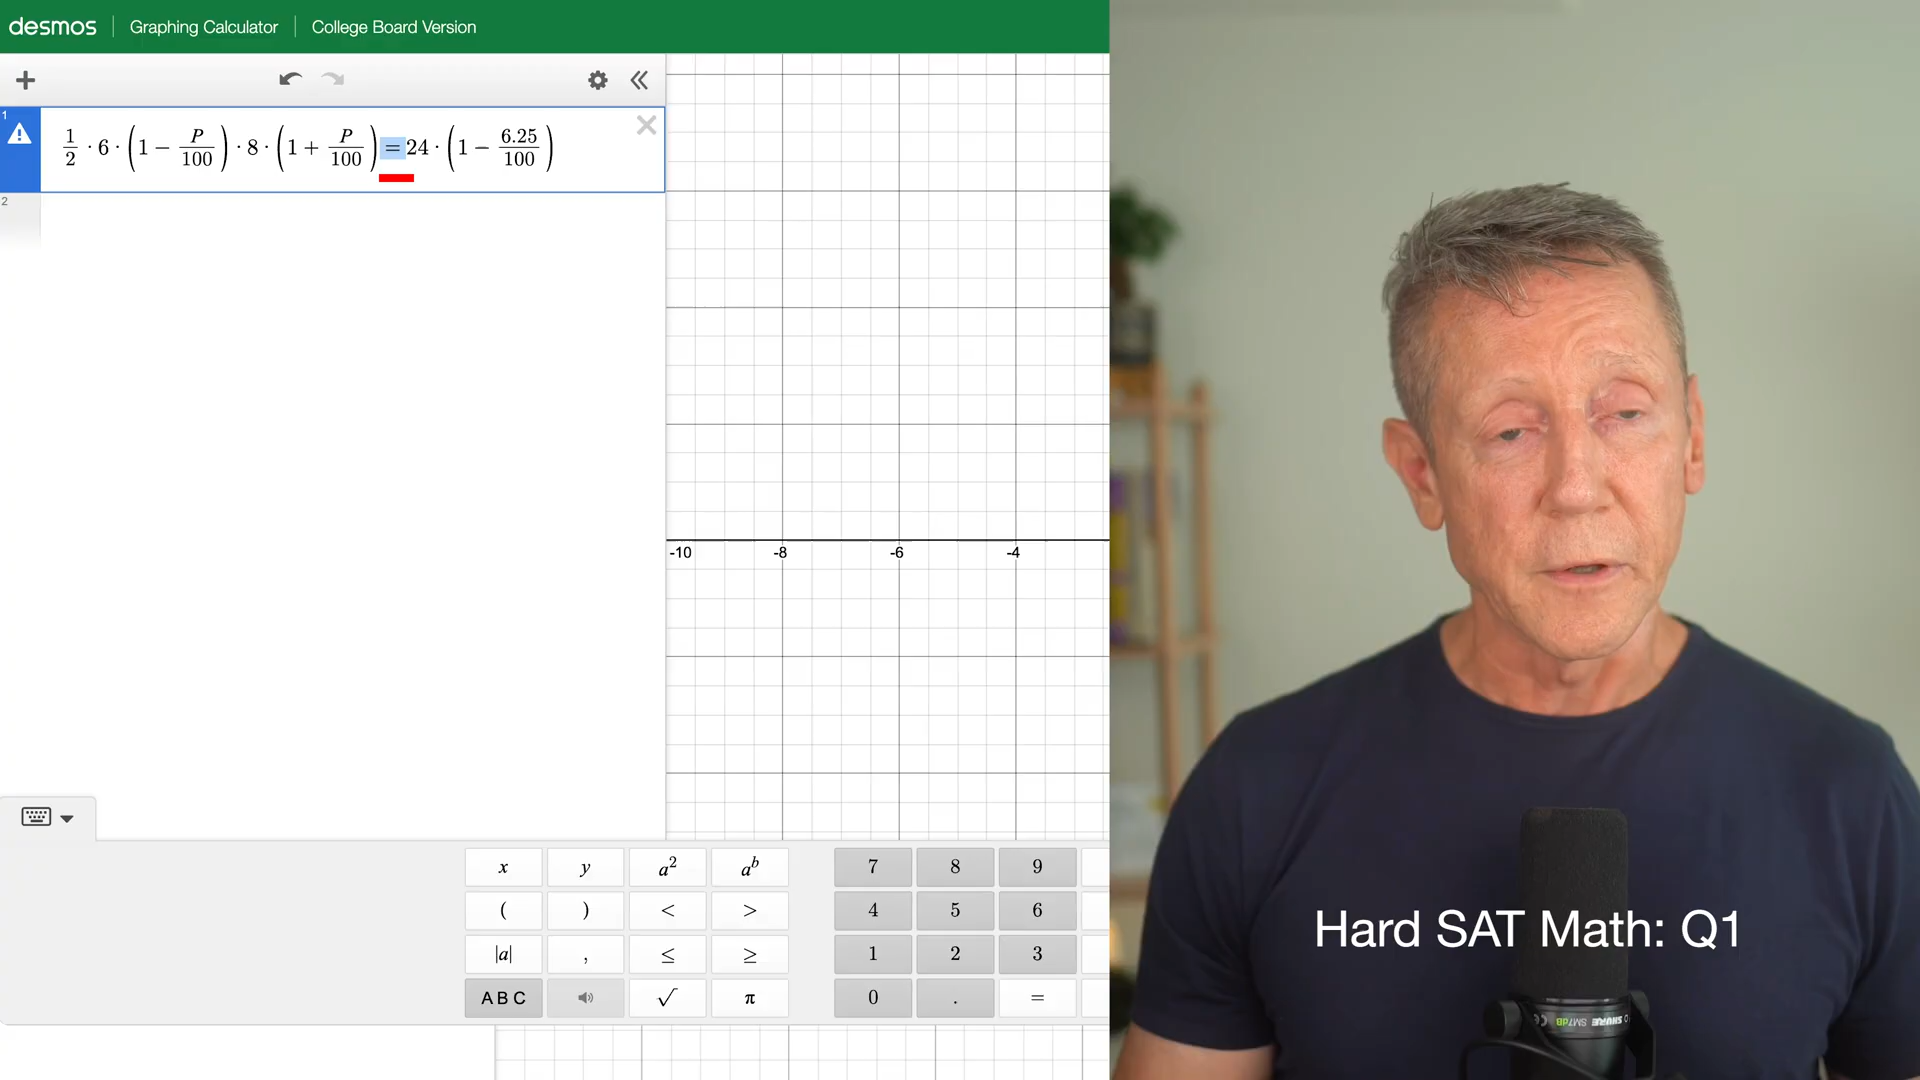 desmos Graphing Calculator College Board Version
1
1/2 · 6 · (1 − P/100) · 8 · (1 + P/100) = 24 · (1 − 6.25/100)
2
-10 -8 -6 -4
x y a² aᵇ 7 8 9
( ) < > 4 5 6
|a| , ≤ ≥ 1 2 3
A B C √ π 0 . =
Hard SAT Math: Q1
SM7dB SHURE